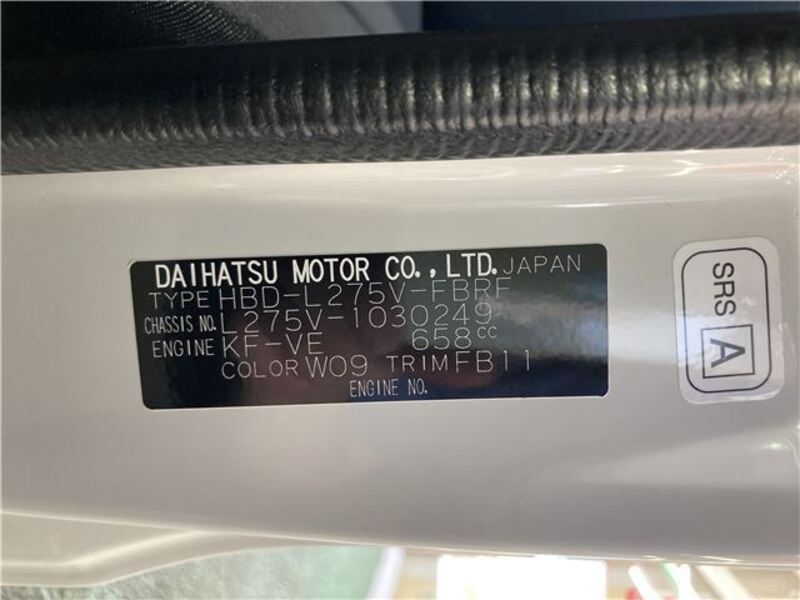 DAIHATSU MOTOR CO., LTD. JAPAN
TYPE HBD-L275V-FBRF
CHASSIS NO. L275V-1030249
ENGINE KF-VE 658cc
COLOR W09 TRIM FB11
ENGINE NO.
SRS
A